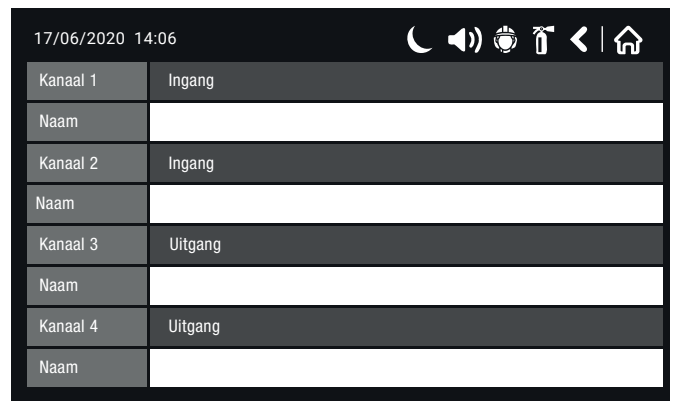 17/06/2020 14:06
Kanaal 1 Ingang
Naam
Kanaal 2 Ingang
Naam
Kanaal 3 Uitgang
Naam
Kanaal 4 Uitgang
Naam